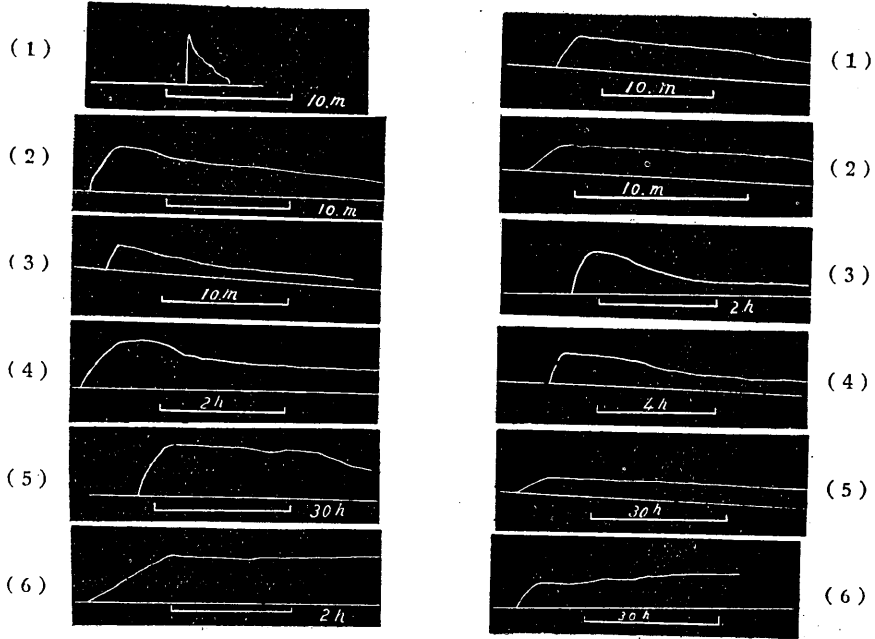 (1)
10.m
(2)
10.m
(3)
10.m
(4)
2h
(5)
30h
(6)
2h
(1)
10.m
(2)
10.m
(3)
2h
(4)
4h
(5)
30h
(6)
30h